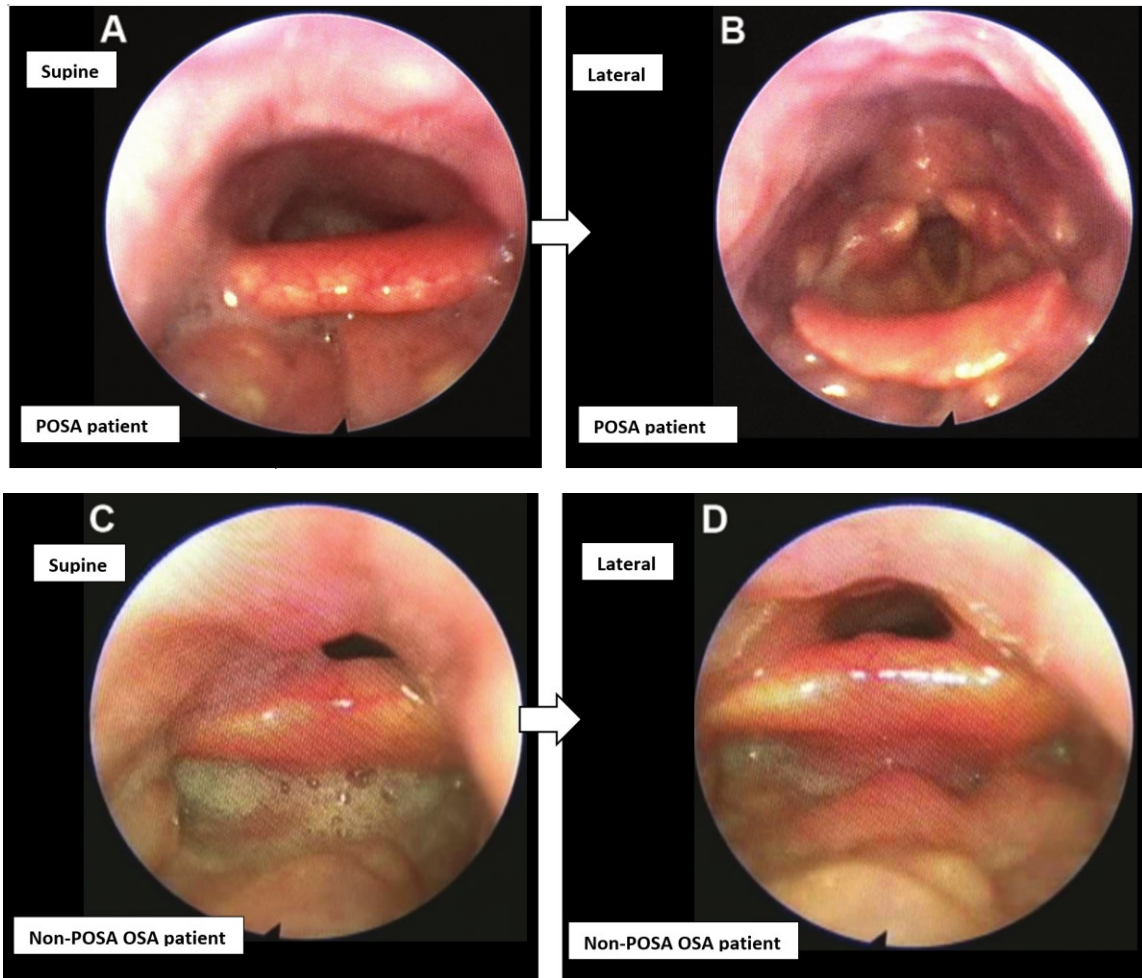 A
Supine
POSA patient
B
Lateral
POSA patient
C
Supine
Non-POSA OSA patient
D
Lateral
Non-POSA OSA patient